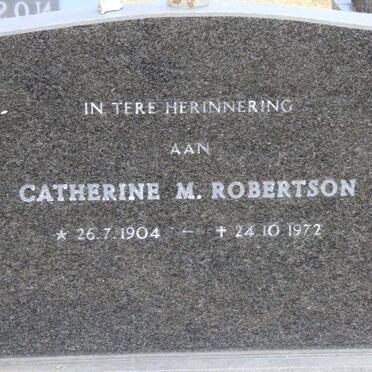 IN TERE HERINNERING
AAN
CATHERINE M. ROBERTSON
★ 26.7.1904 – ✝ 24.10.1972